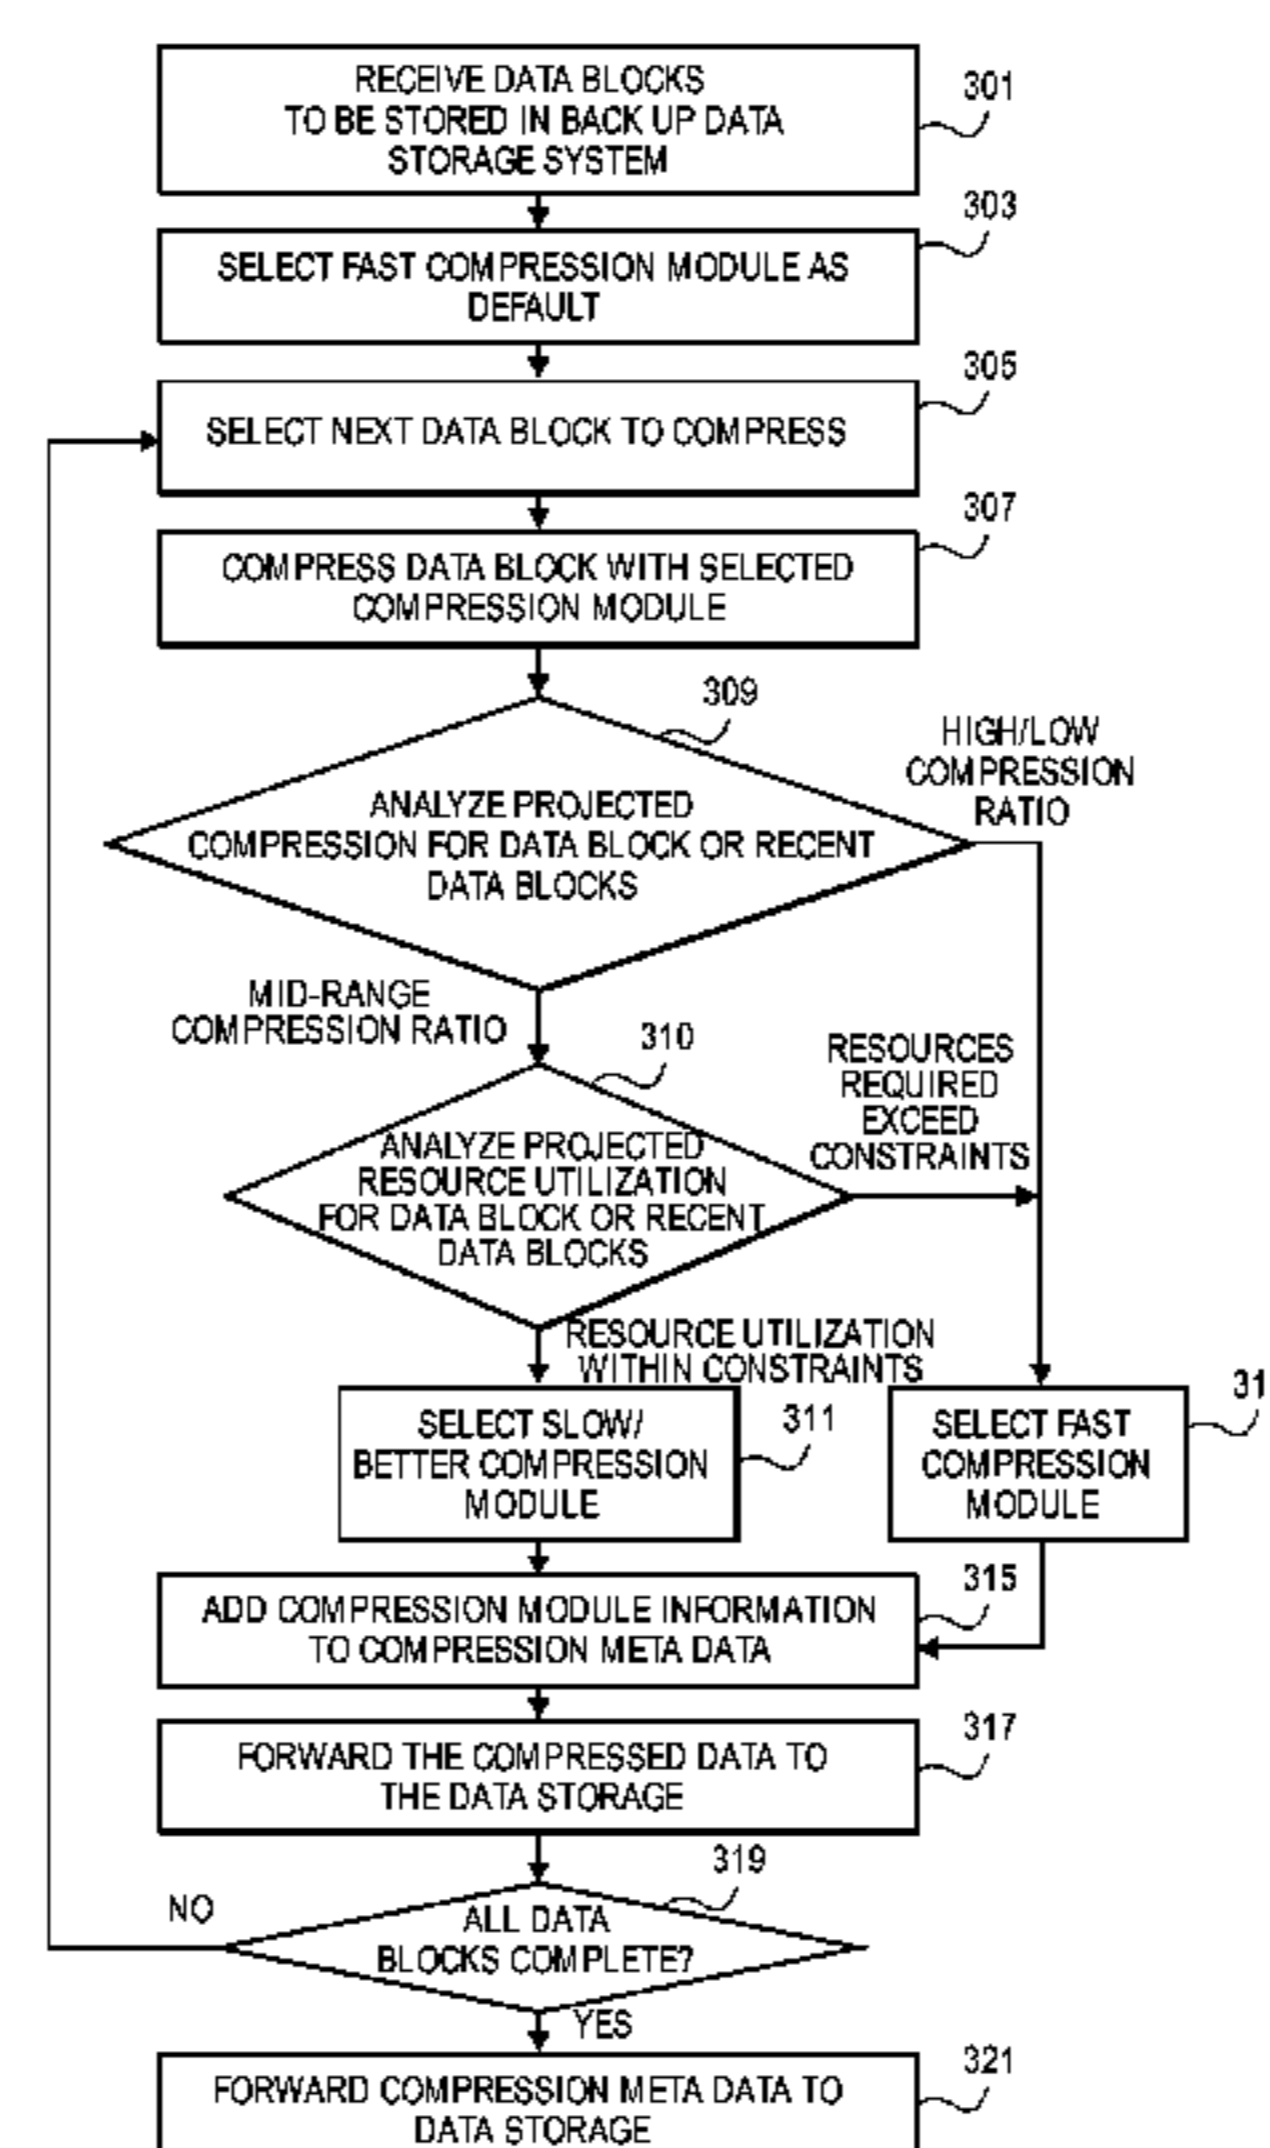 RECEIVE DATA BLOCKS
TO BE STORED IN BACK UP DATA
STORAGE SYSTEM
301
303
SELECT FAST COMPRESSION MODULE AS
DEFAULT
305
SELECT NEXT DATA BLOCK TO COMPRESS
307
COMPRESS DATA BLOCK WITH SELECTED
COMPRESSION MODULE
309
HIGH/LOW
COMPRESSION
RATIO
ANALYZE PROJECTED
COMPRESSION FOR DATA BLOCK OR RECENT
DATA BLOCKS
MID-RANGE
COMPRESSION RATIO
310
RESOURCES
REQUIRED
EXCEED
CONSTRAINTS
ANALYZE PROJECTED
RESOURCE UTILIZATION
FOR DATA BLOCK OR RECENT
DATA BLOCKS
RESOURCE UTILIZATION
WITHIN CONSTRAINTS
SELECT SLOW/
BETTER COMPRESSION
MODULE
311
SELECT FAST
COMPRESSION
MODULE
31
315
ADD COMPRESSION MODULE INFORMATION
TO COMPRESSION META DATA
317
FORWARD THE COMPRESSED DATA TO
THE DATA STORAGE
319
NO
ALL DATA
BLOCKS COMPLETE?
YES
321
FORWARD COMPRESSION META DATA TO
DATA STORAGE